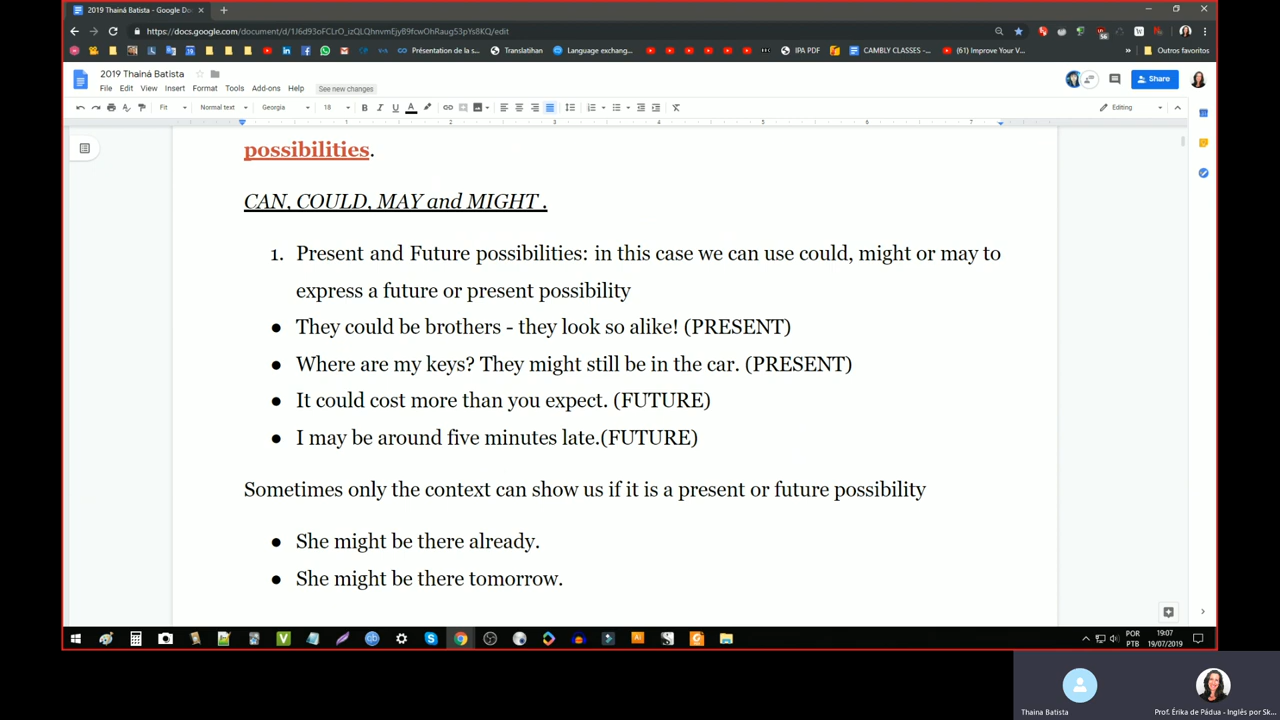 2019 Thainá Batista - Google Do
https://docs.google.com/document/d/1J6d93oFCLrO_izQLQhnvmEjyB9fcwOhRaugS3pYs8KQ/edit
Présentation de la s...
Translatihan
Language exchang...
IPA PDF
CAMBLY CLASSES -...
(61) Improve Your V...
Outros favoritos
2019 Thainá Batista
File Edit View Insert Format Tools Add-ons Help See new changes
Share
Fit Normal text Georgia 18 Editing
possibilities.
CAN, COULD, MAY and MIGHT .
1. Present and Future possibilities: in this case we can use could, might or may to
express a future or present possibility
● They could be brothers - they look so alike! (PRESENT)
● Where are my keys? They might still be in the car. (PRESENT)
● It could cost more than you expect. (FUTURE)
● I may be around five minutes late.(FUTURE)
Sometimes only the context can show us if it is a present or future possibility
● She might be there already.
● She might be there tomorrow.
POR
PTB
19:07
19/07/2019
Thaina Batista
Prof. Érika de Pádua - Inglês por Sk...